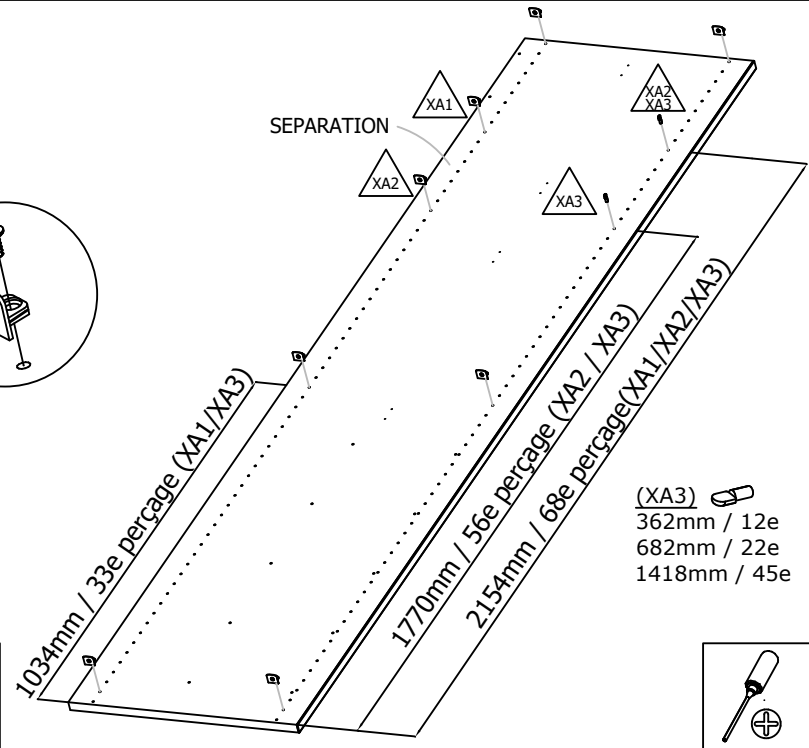 XA1
SEPARATION
XA2
XA2
XA3
XA3
1034mm / 33e perçage (XA1/XA3)
1770mm / 56e perçage (XA2 / XA3)
2154mm / 68e perçage(XA1/XA2/XA3)
(XA3)
362mm / 12e
682mm / 22e
1418mm / 45e